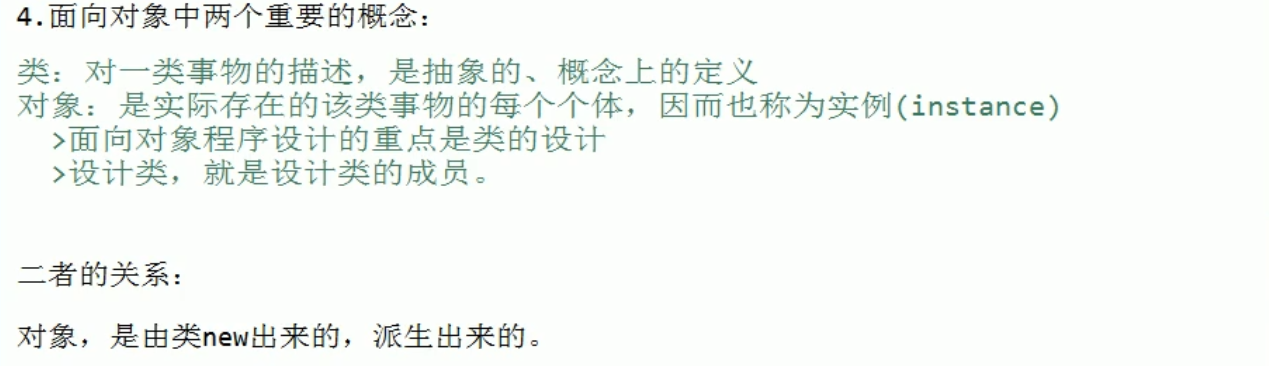 4.面向对象中两个重要的概念：
类：对一类事物的描述，是抽象的、概念上的定义
对象：是实际存在的该类事物的每个个体，因而也称为实例(instance)
>面向对象程序设计的重点是类的设计
>设计类，就是设计类的成员。
二者的关系：
对象，是由类new出来的，派生出来的。